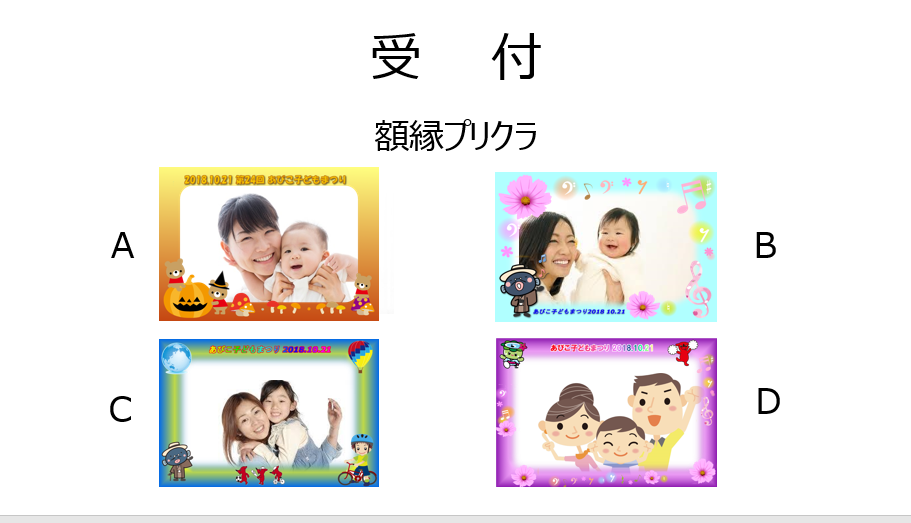 受 付
額縁プリクラ
A
2018.10.21 第24回 あびこ子どもまつり
B
あびこ子どもまつり2018 10.21
C
あびこ子どもまつり 2018.10.21
D
あびこ子どもまつり 2018.10.21